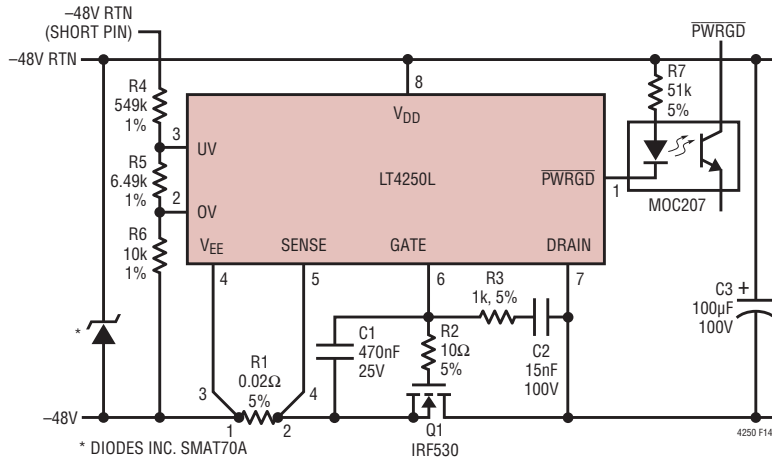 –48V RTN
(SHORT PIN)
–48V RTN
PWRGD
R4
549k
1%
R7
51k
5%
8
V_DD
3
UV
R5
6.49k
1%
LT4250L
PWRGD
1
MOC207
2
OV
R6
10k
1%
V_EE
SENSE
GATE
DRAIN
4
5
6
7
R3
1k, 5%
C3
100µF
100V
+
*
R1
0.02Ω
5%
C1
470nF
25V
R2
10Ω
5%
C2
15nF
100V
3
4
–48V
1
2
Q1
IRF530
* DIODES INC. SMAT70A
4250 F14